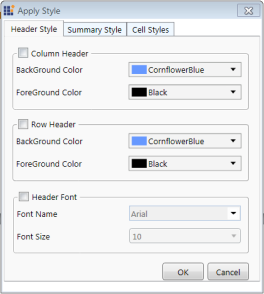 Apply Style
Header Style Summary Style Cell Styles
Column Header
BackGround Color CornflowerBlue
ForeGround Color Black
Row Header
BackGround Color CornflowerBlue
ForeGround Color Black
Header Font
Font Name Arial
Font Size 10
OK Cancel